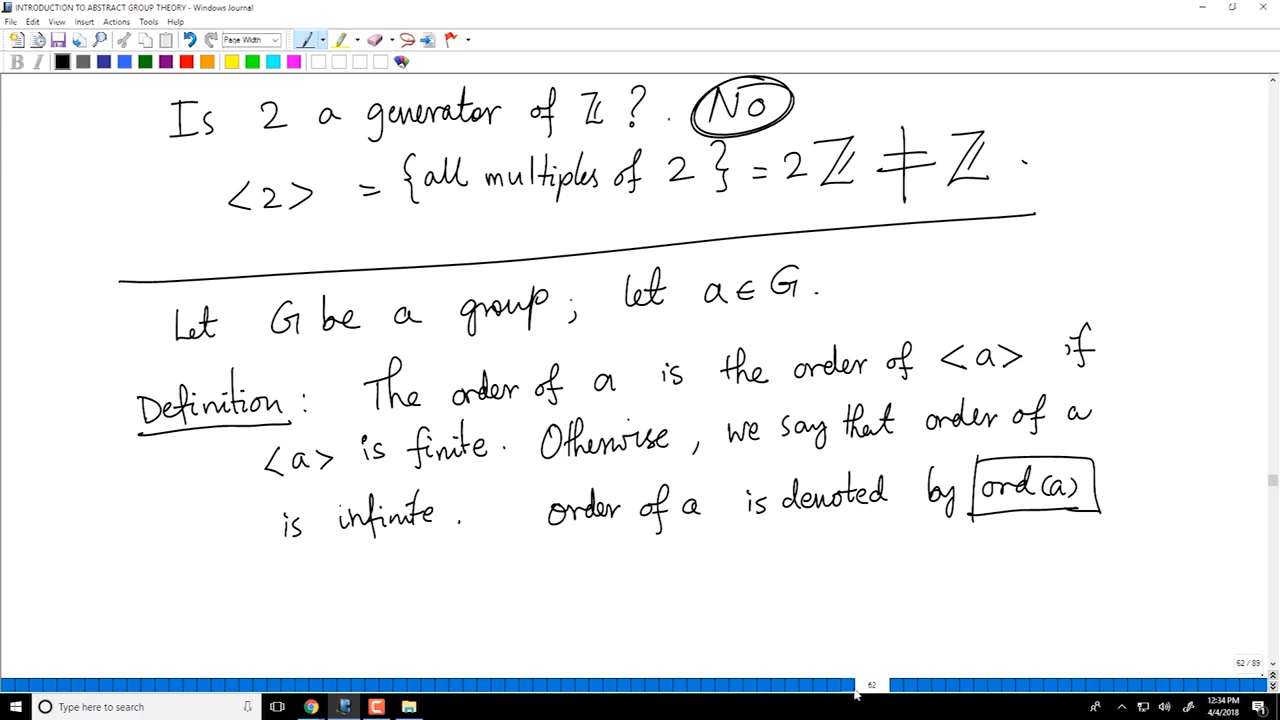 INTRODUCTION TO ABSTRACT GROUP THEORY - Windows Journal
File Edit View Insert Actions Tools Help
Page Width
B I
Is 2 a generator of ℤ ? . No
<2> = {all multiples of 2 } = 2ℤ ≠ ℤ .
Let G be a group ; let a ∈ G .
Definition : The order of a is the order of <a> if
<a> is finite . Otherwise , we say that order of a
is infinite . order of a is denoted by ord(a)
62 / 89
62
Type here to search
12:34 PM
4/4/2018